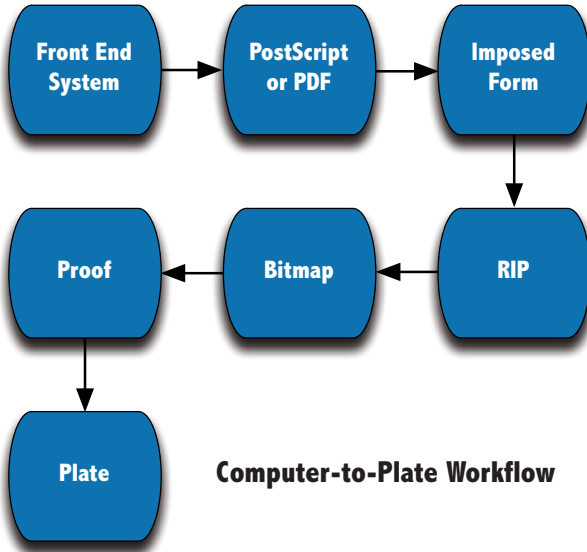 Front End
System
PostScript
or PDF
Imposed
Form
RIP
Bitmap
Proof
Plate
Computer-to-Plate Workflow